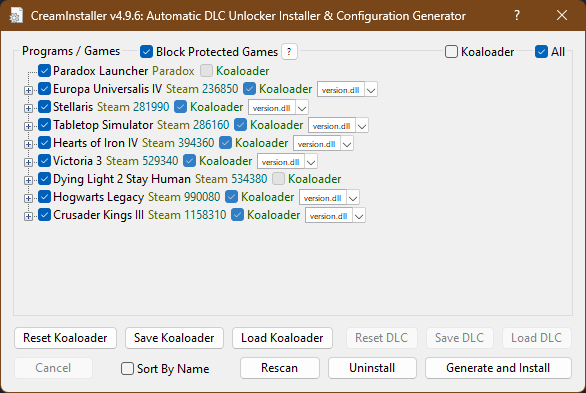 CreamInstaller v4.9.6: Automatic DLC Unlocker Installer & Configuration Generator ?
Programs / Games Block Protected Games ? Koaloader All
Paradox Launcher Paradox Koaloader
Europa Universalis IV Steam 236850 Koaloader version.dll
Stellaris Steam 281990 Koaloader version.dll
Tabletop Simulator Steam 286160 Koaloader version.dll
Hearts of Iron IV Steam 394360 Koaloader version.dll
Victoria 3 Steam 529340 Koaloader version.dll
Dying Light 2 Stay Human Steam 534380 Koaloader
Hogwarts Legacy Steam 990080 Koaloader version.dll
Crusader Kings III Steam 1158310 Koaloader version.dll
Reset Koaloader Save Koaloader Load Koaloader Reset DLC Save DLC Load DLC
Cancel Sort By Name Rescan Uninstall Generate and Install